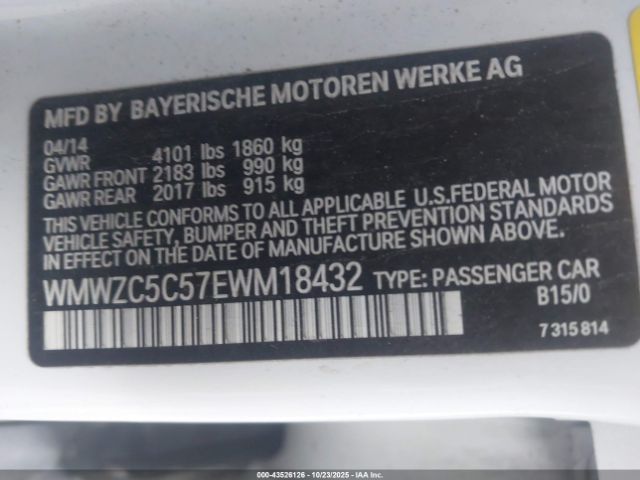 MFD BY BAYERISCHE MOTOREN WERKE AG
04/14
GVWR 4101 lbs 1860 kg
GAWR FRONT 2183 lbs 990 kg
GAWR REAR 2017 lbs 915 kg
THIS VEHICLE CONFORMS TO ALL APPLICABLE U.S.FEDERAL MOTOR
VEHICLE SAFETY, BUMPER AND THEFT PREVENTION STANDARDS
IN EFFECT ON THE DATE OF MANUFACTURE SHOWN ABOVE.
WMWZC5C57EWM18432 TYPE: PASSENGER CAR
B15/0
7 315 814
000-43526126 - 10/23/2025 - Copyright © IAA, LLC